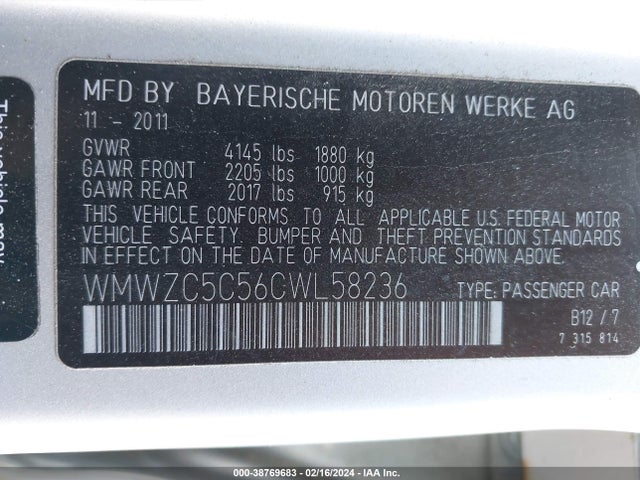 MFD BY BAYERISCHE MOTOREN WERKE AG
11 - 2011
GVWR 4145 lbs 1880 kg
GAWR FRONT 2205 lbs 1000 kg
GAWR REAR 2017 lbs 915 kg
THIS VEHICLE CONFORMS TO ALL APPLICABLE U.S. FEDERAL MOTOR
VEHICLE SAFETY, BUMPER AND THEFT PREVENTION STANDARDS
IN EFFECT ON THE DATE OF MANUFACTURE SHOWN ABOVE.
WMWZC5C56CWL58236 TYPE: PASSENGER CAR
B12 / 7
7 315 814
This vehicle may
000-38769683 - 02/16/2024 - IAA Inc.